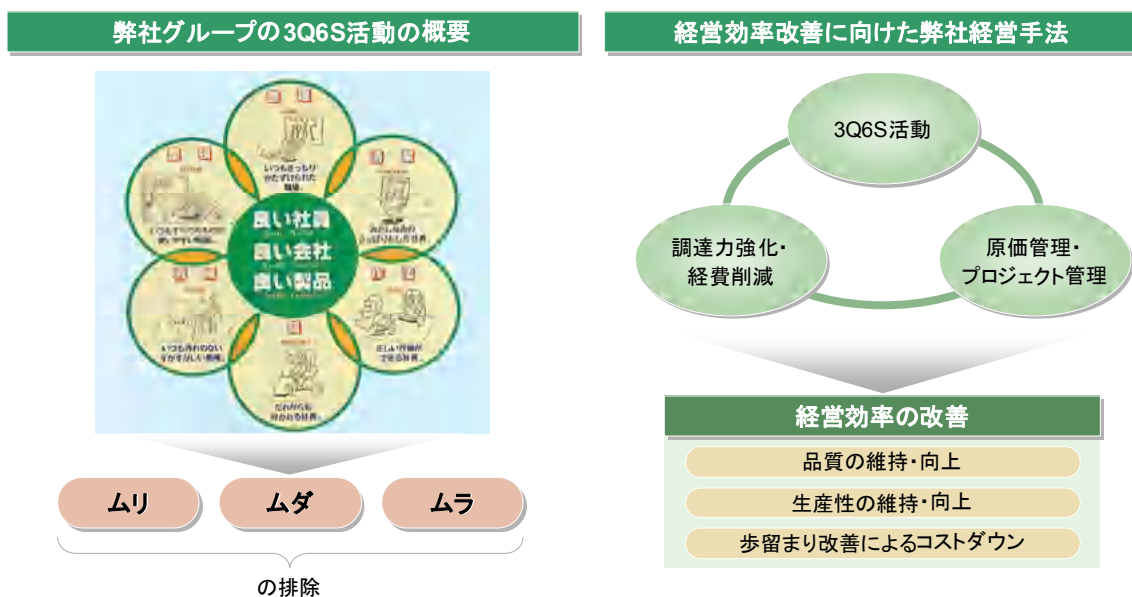 弊社グループの3Q6S活動の概要
いつもきっちり
かたずけられた
職場。
良い社員
良い会社
良い製品
いつも汚れのない
すがすがしい職場。
正しい行動が
できる社員。
だれからも
好かれる社員。
ムリ
ムダ
ムラ
の排除
経営効率改善に向けた弊社経営手法
3Q6S活動
調達力強化・
経費削減
原価管理・
プロジェクト管理
経営効率の改善
品質の維持・向上
生産性の維持・向上
歩留まり改善によるコストダウン